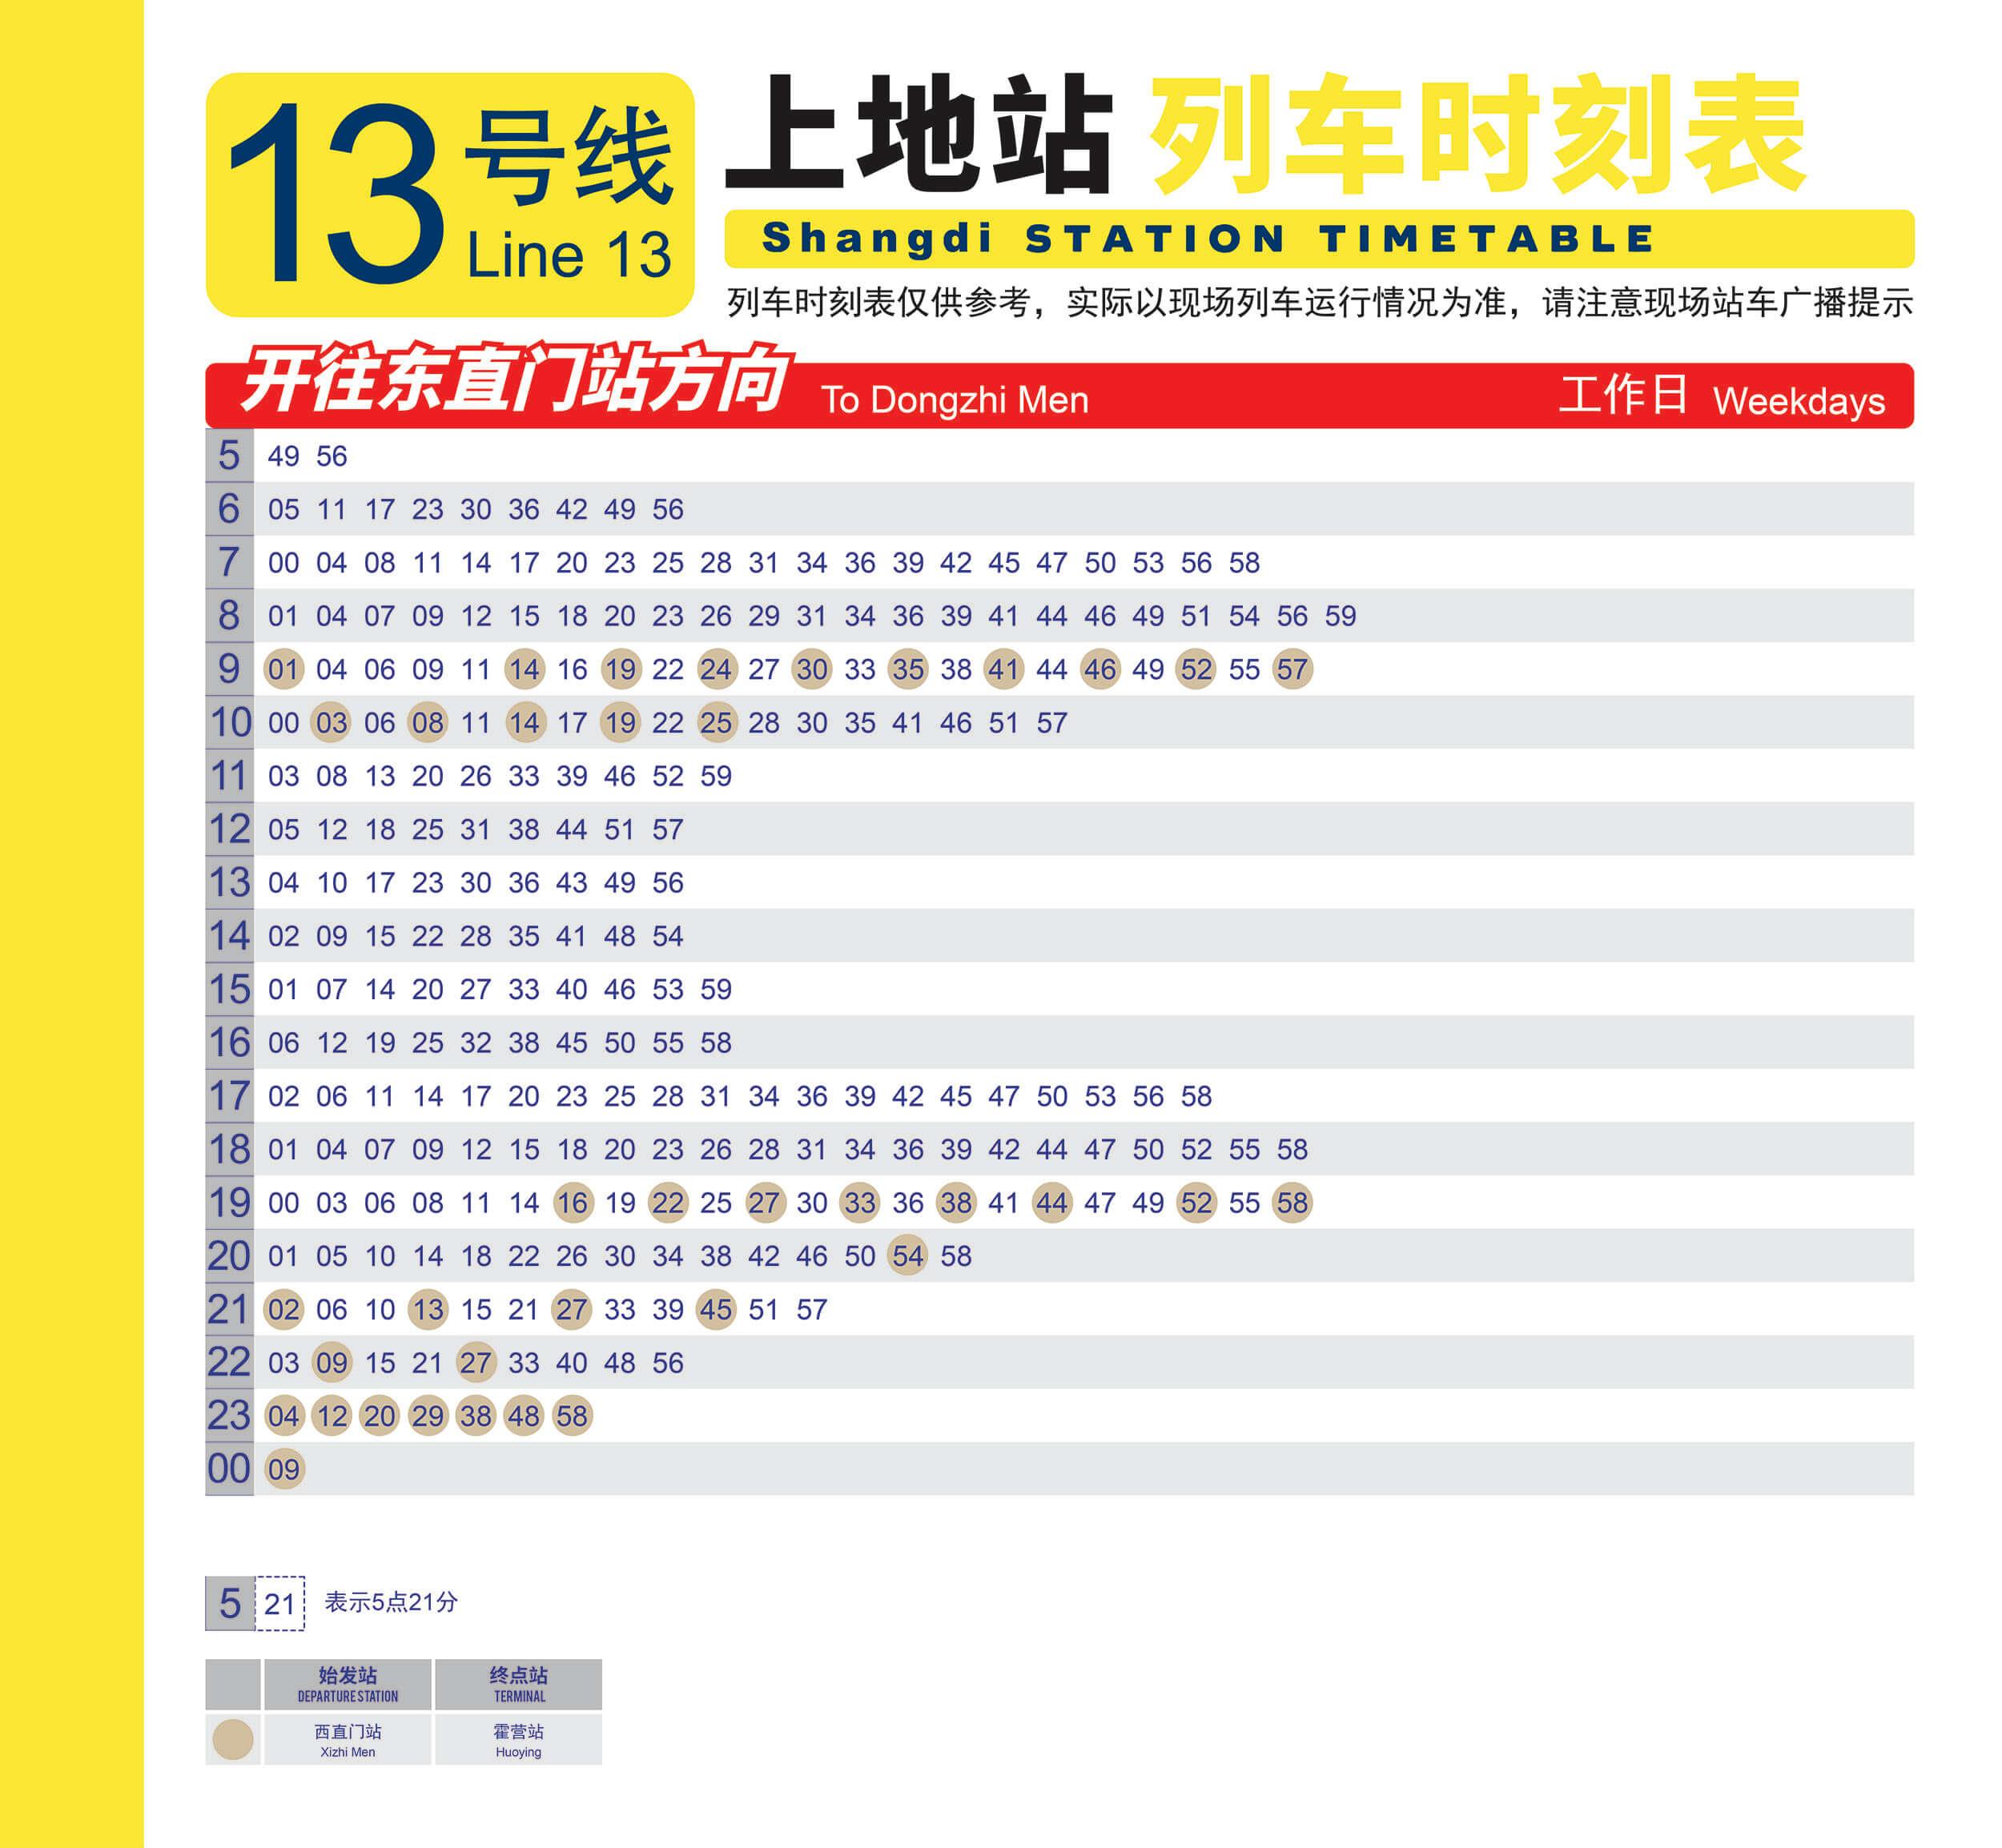 13号线
Line 13
上地站 列车时刻表
Shangdi STATION TIMETABLE
列车时刻表仅供参考，实际以现场列车运行情况为准，请注意现场站车广播提示
开往东直门站方向 To Dongzhi Men 工作日 Weekdays
5 49 56
6 05 11 17 23 30 36 42 49 56
7 00 04 08 11 14 17 20 23 25 28 31 34 36 39 42 45 47 50 53 56 58
8 01 04 07 09 12 15 18 20 23 26 29 31 34 36 39 41 44 46 49 51 54 56 59
9 01 04 06 09 11 14 16 19 22 24 27 30 33 35 38 41 44 46 49 52 55 57
10 00 03 06 08 11 14 17 19 22 25 28 30 35 41 46 51 57
11 03 08 13 20 26 33 39 46 52 59
12 05 12 18 25 31 38 44 51 57
13 04 10 17 23 30 36 43 49 56
14 02 09 15 22 28 35 41 48 54
15 01 07 14 20 27 33 40 46 53 59
16 06 12 19 25 32 38 45 50 55 58
17 02 06 11 14 17 20 23 25 28 31 34 36 39 42 45 47 50 53 56 58
18 01 04 07 09 12 15 18 20 23 26 28 31 34 36 39 42 44 47 50 52 55 58
19 00 03 06 08 11 14 16 19 22 25 27 30 33 36 38 41 44 47 49 52 55 58
20 01 05 10 14 18 22 26 30 34 38 42 46 50 54 58
21 02 06 10 13 15 21 27 33 39 45 51 57
22 03 09 15 21 27 33 40 48 56
23 04 12 20 29 38 48 58
00 09
5 21 表示5点21分
始发站 终点站
DEPARTURE STATION TERMINAL
西直门站 霍营站
Xizhi Men Huoying